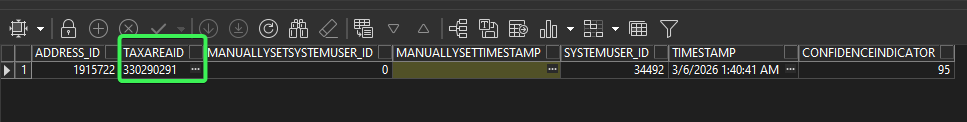 ADDRESS_ID TAXAREAID MANUALLYSETSYSTEMUSER_ID MANUALLYSETTIMESTAMP SYSTEMUSER_ID TIMESTAMP CONFIDENCEINDICATOR
1 1915722 330290291 ... 0 ... 34492 3/6/2026 1:40:41 AM ... 95